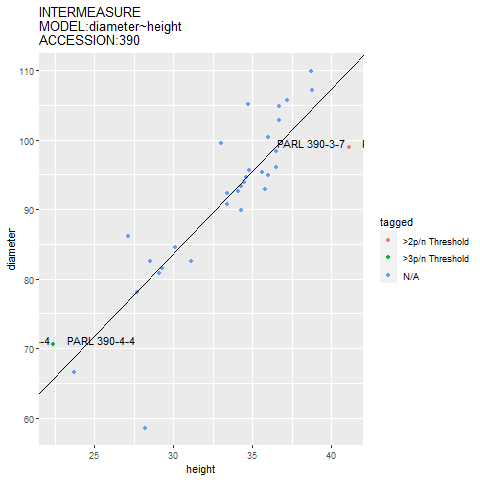 INTERMEASURE
MODEL:diameter~height
ACCESSION:390
110
100
90
80
70
60
diameter
PARL 390-3-7
-4
PARL 390-4-4
25
30
35
40
height
tagged
>2p/n Threshold
>3p/n Threshold
N/A